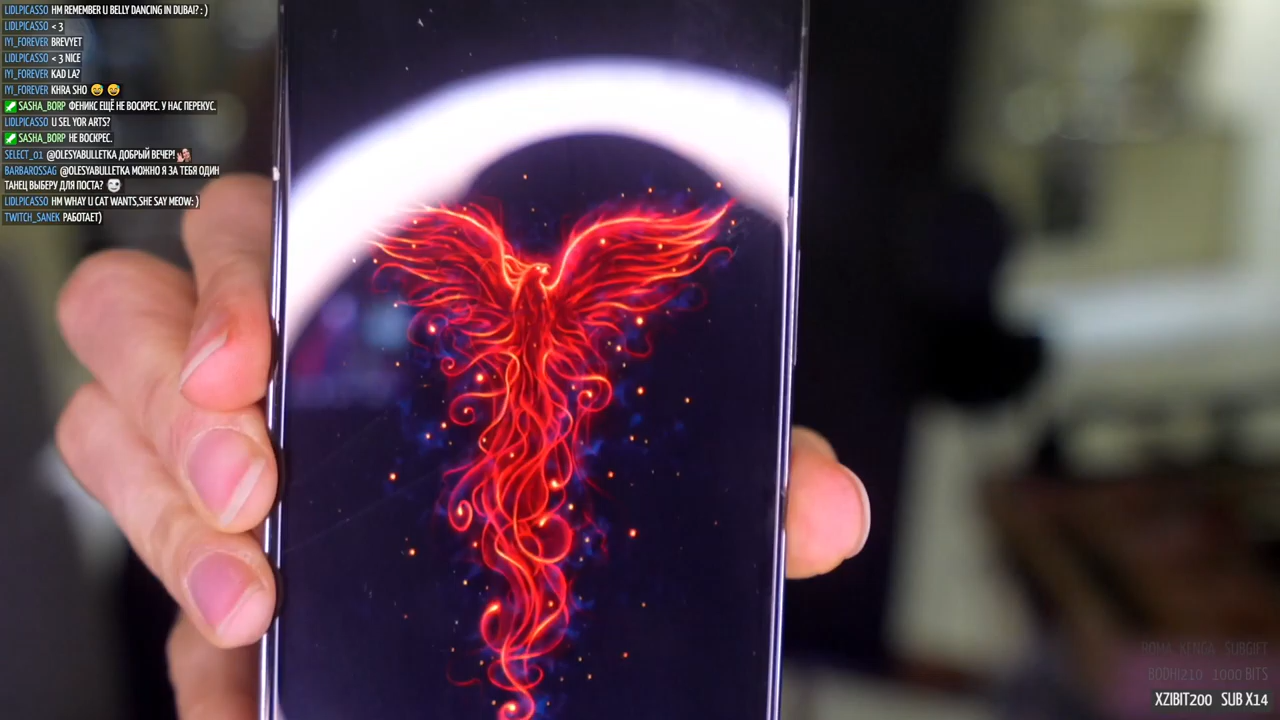 LIDLPICASSO HM REMEMBER U BELLY DANCING IN DUBAI? : )
LIDLPICASSO < 3
IYI_FOREVER BREVYET
LIDLPICASSO < 3 NICE
IYI_FOREVER KAD LA?
IYI_FOREVER KHRA SHO
SASHA_BORP ФЕНИКС ЕЩЁ НЕ ВОСКРЕС. У НАС ПЕРЕКУС.
LIDLPICASSO U SEL YOR ARTS?
SASHA_BORP НЕ ВОСКРЕС.
SELECT_01 @OLESYABULLETKA ДОБРЫЙ ВЕЧЕР!
BARBAROSSAG @OLESYABULLETKA МОЖНО Я ЗА ТЕБЯ ОДИН
ТАНЕЦ ВЫБЕРУ ДЛЯ ПОСТА?
LIDLPICASSO HM WHAY U CAT WANTS,SHE SAY MEOW: )
TWITCH_SANEK РАБОТАЕТ)
ROMA_KENGA SUBGIFT
BODHI210 1000 BITS
XZIBIT200 SUB X14